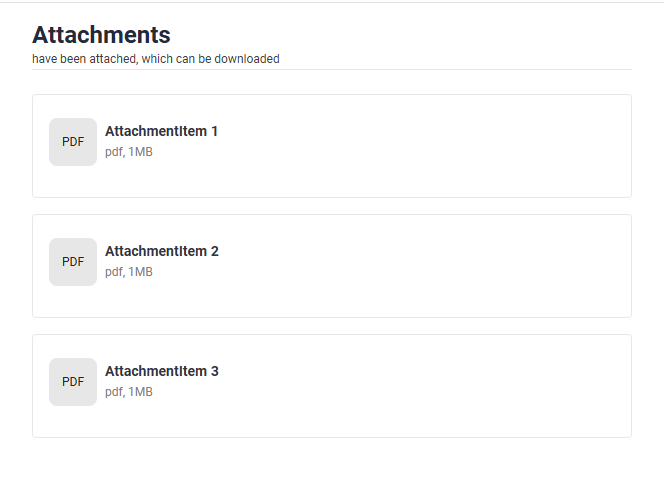 Attachments
have been attached, which can be downloaded
PDF
AttachmentItem 1
pdf, 1MB
PDF
AttachmentItem 2
pdf, 1MB
PDF
AttachmentItem 3
pdf, 1MB